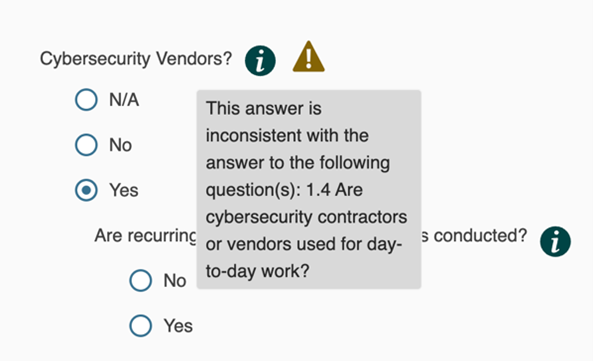 Cybersecurity Vendors?
N/A
No
Yes
This answer is
inconsistent with the
answer to the following
question(s): 1.4 Are
cybersecurity contractors
or vendors used for day-
to-day work?
Are recurring s conducted?
No
Yes